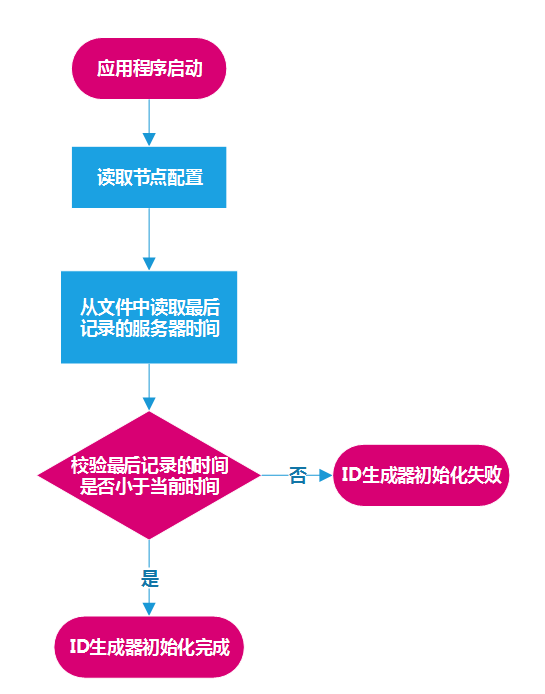 应用程序启动
读取节点配置
从文件中读取最后
记录的服务器时间
校验最后记录的时间
是否小于当前时间
否
ID生成器初始化失败
是
ID生成器初始化完成